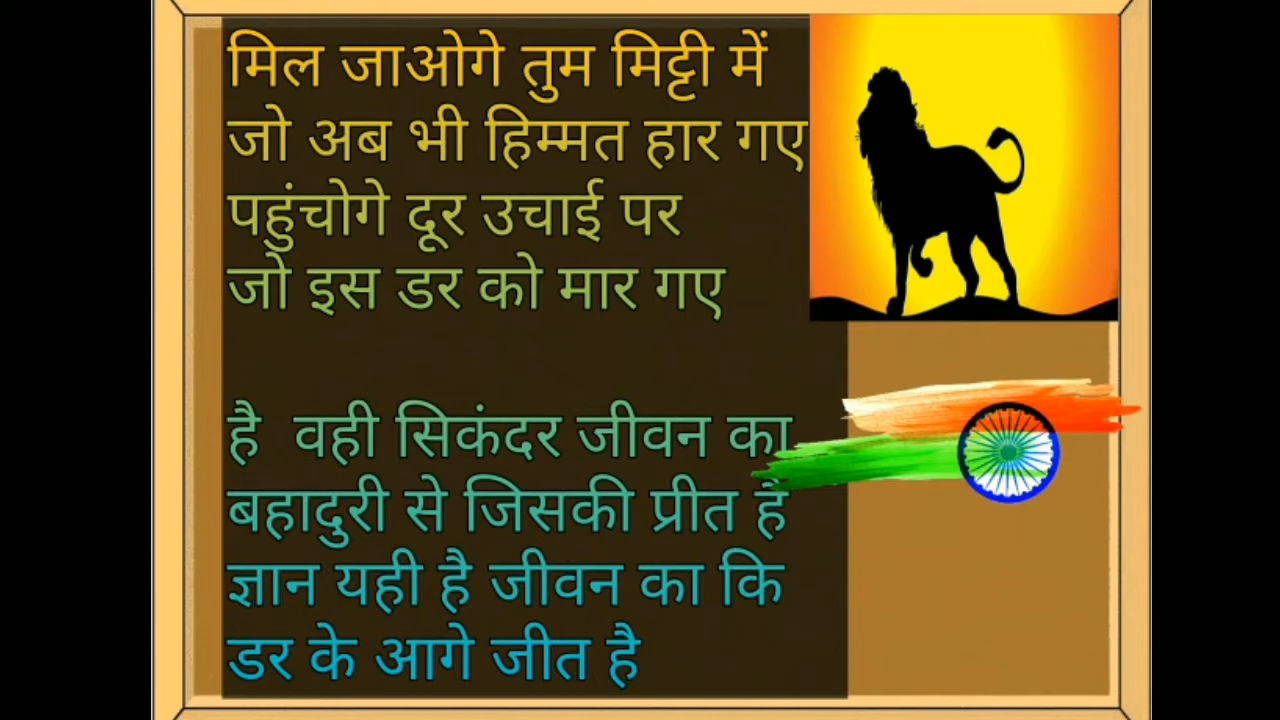 मिल जाओगे तुम मिट्टी में
जो अब भी हिम्मत हार गए
पहुंचोगे दूर उचाई पर
जो इस डर को मार गए
है वही सिकंदर जीवन का
बहादुरी से जिसकी प्रीत है
ज्ञान यही है जीवन का कि
डर के आगे जीत है